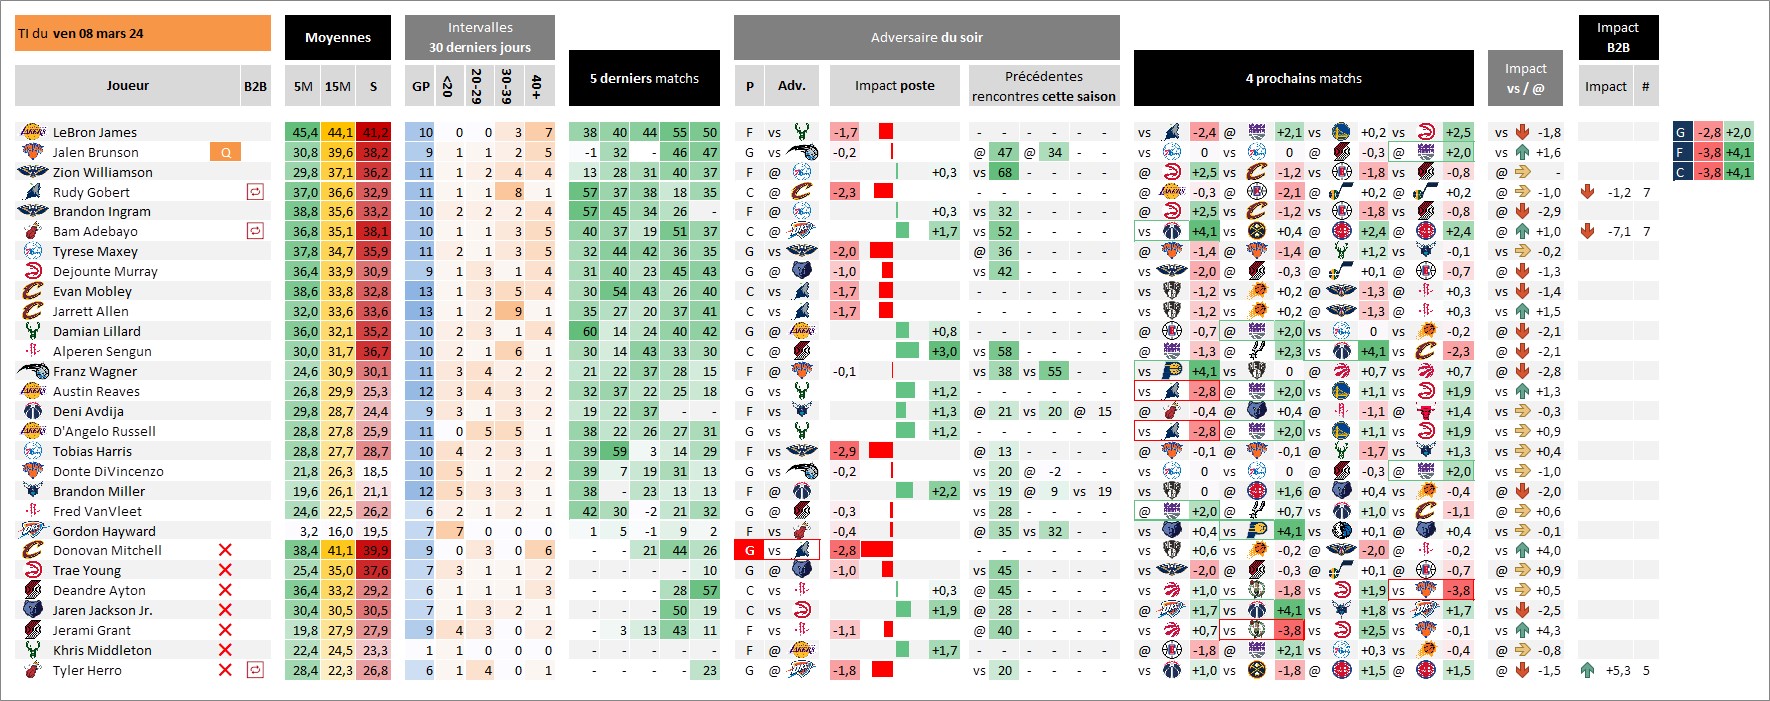 TI du ven 08 mars 24
Moyennes
Intervalles
30 derniers jours
5 derniers matchs
Adversaire du soir
4 prochains matchs
Impact
vs / @
Impact
B2B
Joueur B2B 5M 15M S GP <20 20-29 30-39 40+ P Adv. Impact poste Précédentes
rencontres cette saison
Impact #
LeBron James 45,4 44,1 41,2 10 0 0 3 7 38 40 44 55 50 F vs -1,7 - - - - - - vs -2,4 @ +2,1 vs +0,2 vs +2,5 vs -1,8
Jalen Brunson Q 30,8 39,6 38,2 9 1 1 2 5 -1 32 - 46 47 G vs -0,2 @ 47 @ 34 - - vs 0 vs 0 @ -0,3 @ +2,0 vs +1,6
Zion Williamson 29,8 37,1 36,2 11 1 2 4 4 13 28 31 40 37 F @ +0,3 vs 68 - - - - @ +2,5 vs -1,2 vs -1,8 vs -0,8 @ -
Rudy Gobert 37,0 36,6 32,9 11 1 1 8 1 57 37 38 18 35 C @ -2,3 - - - - - - @ -0,3 @ -2,1 @ +0,2 @ +0,2 @ -1,0 -1,2 7
Brandon Ingram 38,8 35,6 33,2 10 2 2 2 4 57 45 34 26 - F @ +0,3 vs 32 - - - - @ +2,5 vs -1,2 vs -1,8 vs -0,8 @ -2,9
Bam Adebayo 36,8 35,1 38,1 10 1 1 3 5 40 37 19 51 37 C @ +1,7 vs 52 - - - - vs +4,1 vs +0,4 @ +2,4 @ +2,4 @ +1,0 -7,1 7
Tyrese Maxey 37,8 34,7 35,9 11 2 1 3 5 32 44 42 36 35 G vs -2,0 @ 36 - - - - @ -1,4 @ -1,4 @ +1,2 vs -0,1 vs -0,2
Dejounte Murray 36,4 33,9 30,9 9 1 3 1 4 31 40 23 45 43 G @ -1,0 vs 42 - - - - vs -2,0 @ -0,3 @ +0,1 @ -0,7 @ -1,3
Evan Mobley 38,6 33,8 32,8 13 1 3 5 4 30 54 43 26 40 C vs -1,7 - - - - - - vs -1,2 vs +0,2 @ -1,3 @ +0,3 vs -1,4
Jarrett Allen 32,0 33,6 33,6 13 1 2 9 1 35 27 20 37 41 C vs -1,7 - - - - - - vs -1,2 vs +0,2 @ -1,3 @ +0,3 vs +1,5
Damian Lillard 36,0 32,1 35,2 10 2 3 1 4 60 14 24 40 42 G @ +0,8 - - - - - - @ -0,7 @ +2,0 vs 0 vs -0,2 @ -2,1
Alperen Sengun 30,0 31,7 36,7 10 2 1 6 1 30 14 43 33 30 C @ +3,0 vs 58 - - - - @ -1,3 @ +2,3 vs +4,1 vs -2,3 @ -2,1
Franz Wagner 24,6 30,9 30,1 11 3 4 2 2 21 22 37 28 15 F @ -0,1 vs 38 vs 55 - - vs +4,1 vs 0 @ +0,7 vs +0,7 @ -2,8
Austin Reaves 26,8 29,9 25,3 12 3 4 3 2 32 37 22 25 18 G vs +1,2 - - - - - - vs -2,8 @ +2,0 vs +1,1 vs +1,9 vs +1,3
Deni Avdija 29,8 28,7 24,4 9 3 1 3 2 19 22 37 - - F vs +1,3 @ 21 vs 20 @ 15 @ -0,4 @ +0,4 @ -1,1 @ +1,4 vs -0,3
D'Angelo Russell 28,8 27,8 25,9 11 0 5 5 1 38 22 26 27 31 G vs +1,2 - - - - - - vs -2,8 @ +2,0 vs +1,1 vs +1,9 vs +0,9
Tobias Harris 28,8 27,7 28,7 10 4 2 3 1 39 59 3 14 29 F vs -2,9 @ 13 - - - - @ -0,1 @ -0,1 @ -1,7 vs +1,3 vs +0,4
Donte DiVincenzo 21,8 26,3 18,5 10 5 1 2 2 39 7 19 31 13 G vs -0,2 vs 20 @ -2 - - vs 0 vs 0 @ -0,3 @ +2,0 vs -1,0
Brandon Miller 19,6 26,1 21,1 12 5 3 3 1 38 - 23 13 13 F @ +2,2 vs 19 @ 9 vs 19 vs 0 @ +1,6 @ +0,4 vs -0,4 @ -2,0
Fred VanVleet 24,6 22,5 26,2 6 2 1 2 1 42 30 -2 21 32 G @ -0,3 vs 28 - - - - @ +2,0 @ +0,2 vs +1,0 vs -1,1 @ +0,6
Gordon Hayward 3,2 16,0 19,5 7 7 0 0 0 1 5 -1 9 2 F vs -0,4 @ 35 vs 32 - - vs +0,4 vs +4,1 vs +0,1 @ +0,4 vs -0,1
Donovan Mitchell 38,4 41,1 39,9 9 0 3 0 6 - - 21 44 26 G vs -2,8 - - - - - - vs +0,6 vs -0,2 @ -2,0 @ -0,2 vs +4,0
Trae Young 25,4 35,0 37,6 7 3 1 1 2 - - - - 10 G @ -1,0 vs 45 - - - - vs -2,0 @ -0,3 @ +0,1 @ -0,7 @ +0,9
Deandre Ayton 36,4 33,2 29,2 6 1 1 1 3 - - - 28 57 C vs +0,3 @ 45 - - - - vs +1,0 vs -1,8 vs +1,9 vs -3,8 vs +0,5
Jaren Jackson Jr. 30,4 30,5 30,5 7 1 3 2 1 - - - 50 19 C vs +1,9 @ 28 - - - - @ +1,7 vs +4,1 vs +1,8 vs +1,7 vs -2,5
Jerami Grant 19,8 27,9 27,9 9 4 3 0 2 - 3 13 43 11 F vs -1,1 @ 40 - - - - vs +0,7 vs -3,8 vs +2,5 vs -0,1 vs +4,3
Khris Middleton 22,4 24,5 23,3 1 1 0 0 0 - - - - - F @ +1,7 - - - - - - @ -1,8 @ +2,1 vs +0,3 vs -0,4 @ -0,8
Tyler Herro 28,4 22,3 26,8 6 1 4 0 1 - - - - 23 G @ -1,8 vs 20 - - - - vs +1,0 vs -1,8 @ +1,5 @ +1,5 @ -1,5 +5,3 5
G -2,8 +2,0
F -3,8 +4,1
C -3,8 +4,1